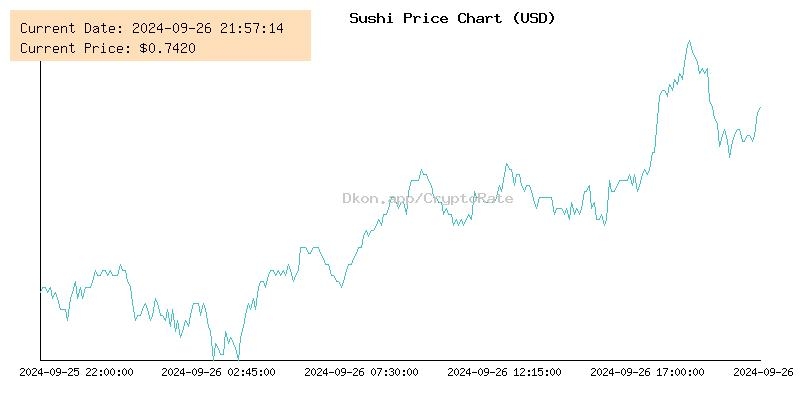 Sushi Price Chart (USD)
Current Date: 2024-09-26 21:57:14
Current Price: $0.7420
Dkon.app/CryptoRate
2024-09-25 22:00:00 2024-09-26 02:45:00 2024-09-26 07:30:00 2024-09-26 12:15:00 2024-09-26 17:00:00 2024-09-26